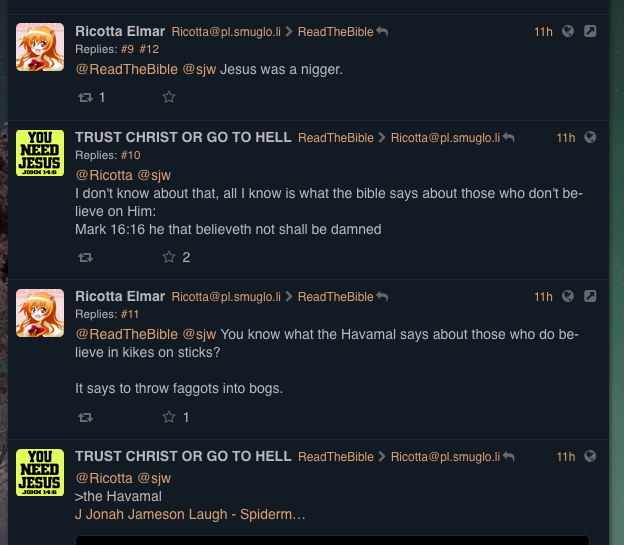 Ricotta Elmar Ricotta@pl.smuglo.li ReadTheBible 11h
Replies: #9 #12
@ReadTheBible @sjw Jesus was a nigger.
1
YOU NEED JESUS JOHN 14:6
TRUST CHRIST OR GO TO HELL ReadTheBible Ricotta@pl.smuglo.li 11h
Replies: #10
@Ricotta @sjw
I don't know about that, all I know is what the bible says about those who don't be-
lieve on Him:
Mark 16:16 he that believeth not shall be damned
2
Ricotta Elmar Ricotta@pl.smuglo.li ReadTheBible 11h
Replies: #11
@ReadTheBible @sjw You know what the Havamal says about those who do be-
lieve in kikes on sticks?
It says to throw faggots into bogs.
1
YOU NEED JESUS JOHN 14:6
TRUST CHRIST OR GO TO HELL ReadTheBible Ricotta@pl.smuglo.li 11h
@Ricotta @sjw
>the Havamal
J Jonah Jameson Laugh - Spiderm…